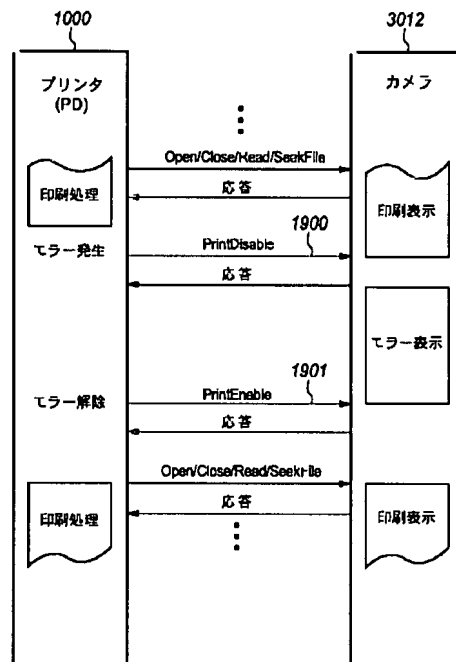 1000
3012
プリンタ
(PD)
カメラ
Open/Close/Read/SeekFile
応答
印刷処理
印刷表示
1900
エラー発生
PrintDisable
応答
エラー表示
1901
エラー解除
PrintEnable
応答
Open/Close/Read/SeekFile
応答
印刷処理
印刷表示